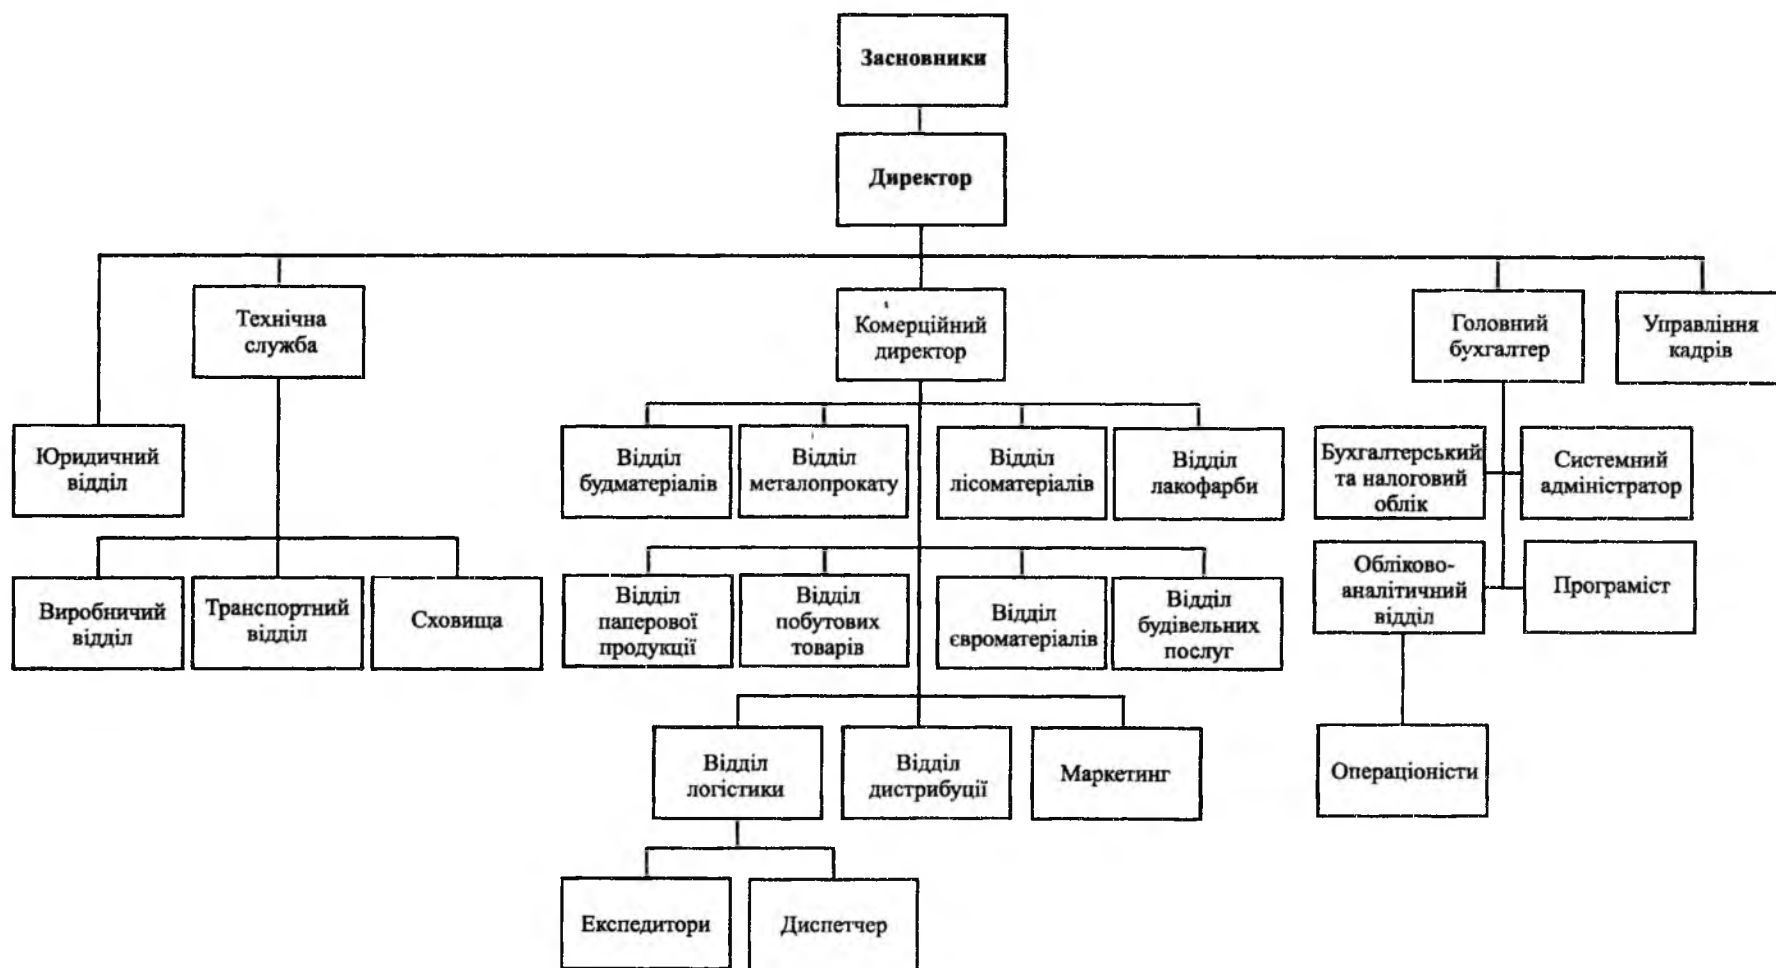 Засновники
Директор
Технічна
служба
Комерційний
директор
Головний
бухгалтер
Управління
кадрів
Юридичний
відділ
Відділ
будматеріалів
Відділ
металопрокату
Відділ
лісоматеріалів
Відділ
лакофарби
Бухгалтерський
та налоговий
облік
Системний
адміністратор
Виробничий
відділ
Транспортний
відділ
Сховища
Відділ
паперової
продукції
Відділ
побутових
товарів
Відділ
євроматеріалів
Відділ
будівельних
послуг
Обліково-
аналітичний
відділ
Програміст
Відділ
логістики
Відділ
дистрибуції
Маркетинг
Операціоністи
Експедитори
Диспетчер